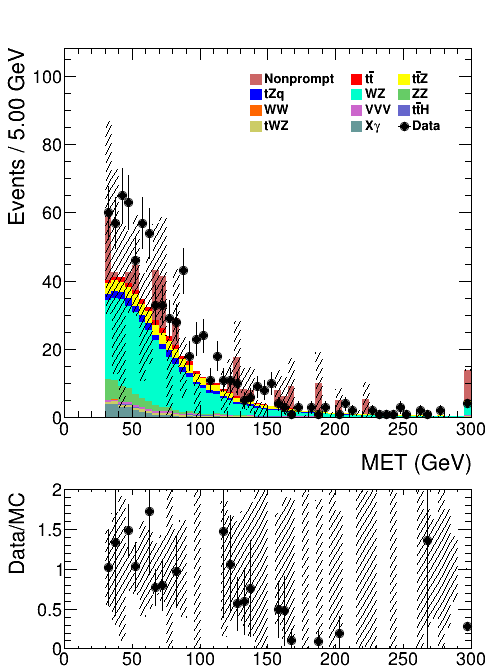 Events / 5.00 GeV
100
80
60
40
20
0
Nonprompt tt̄ tt̄Z
tZq WZ ZZ
WW VVV tt̄H
tWZ Xγ Data
0 50 100 150 200 250 300
MET (GeV)
Data/MC
2
1.5
1
0.5
0
0 50 100 150 200 250 300